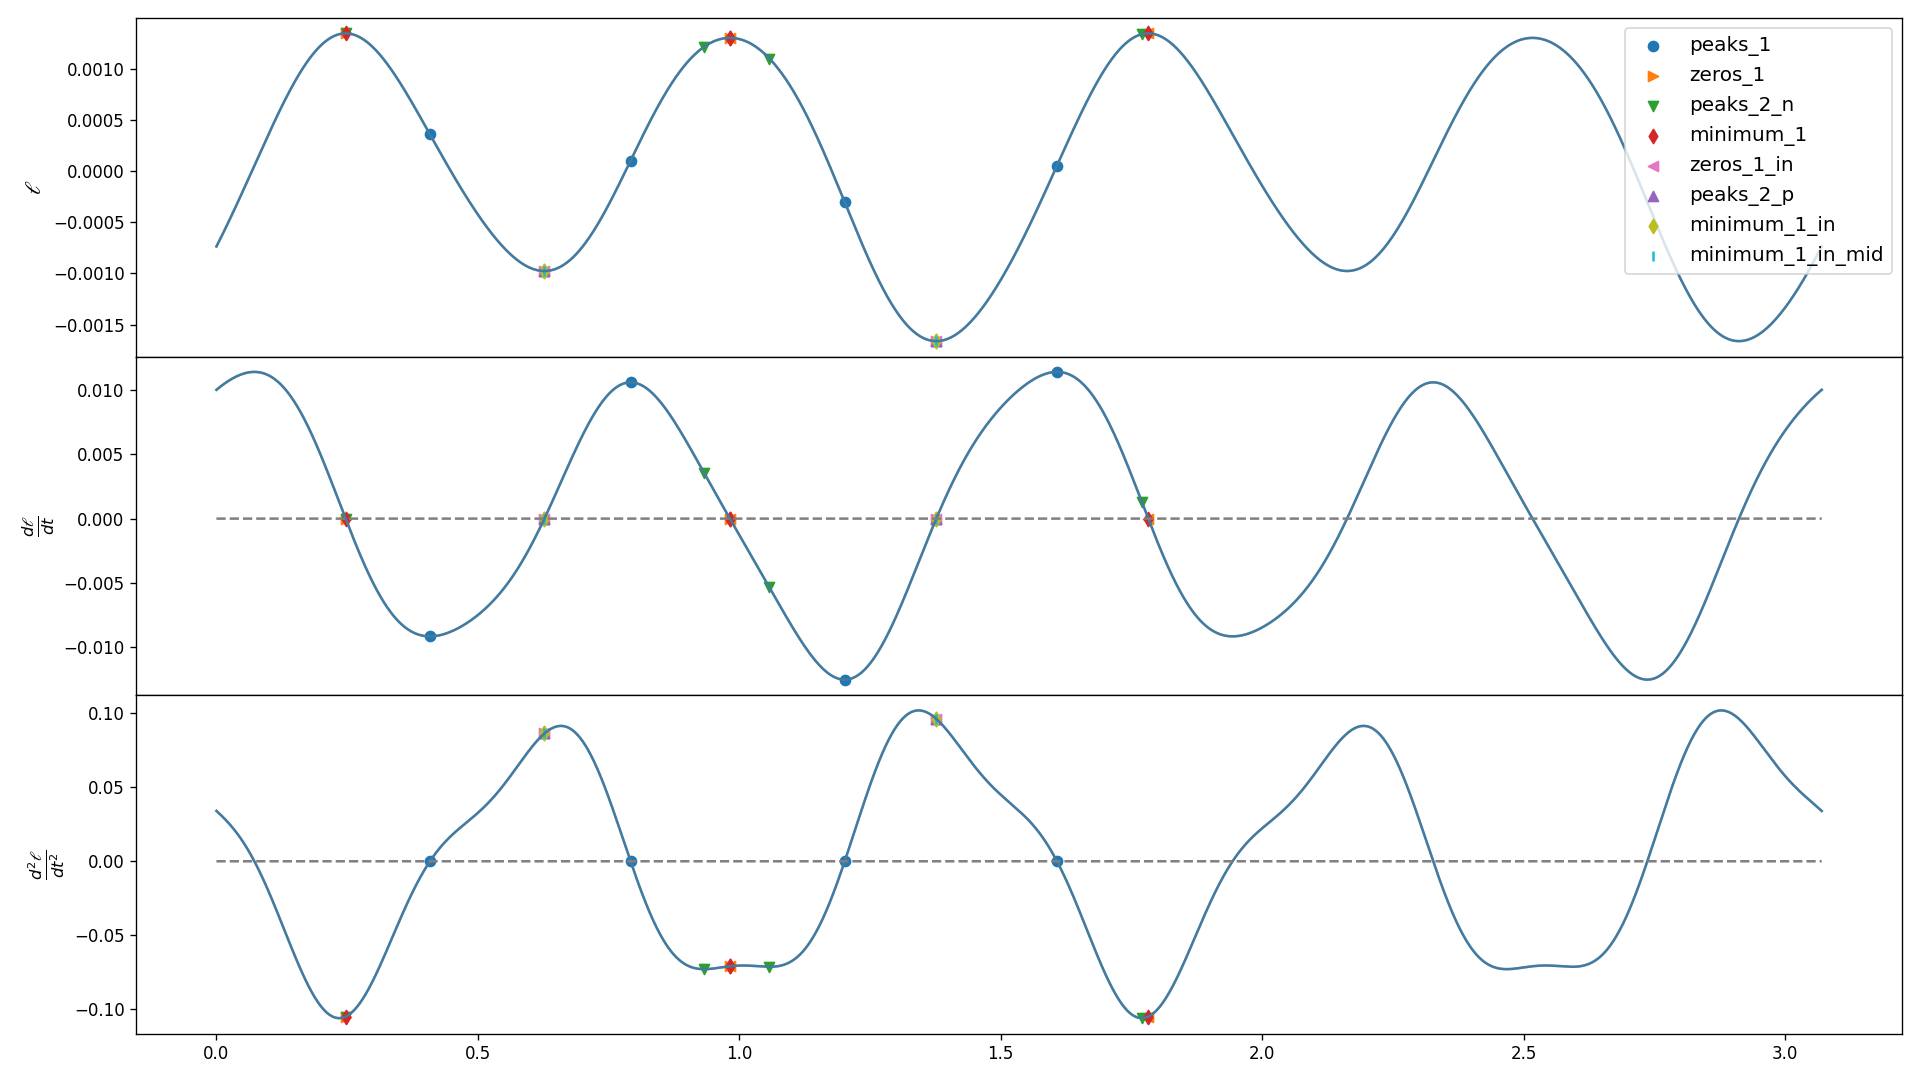 0.0010
0.0005
0.0000
−0.0005
−0.0010
−0.0015
ℓ
peaks_1
zeros_1
peaks_2_n
minimum_1
zeros_1_in
peaks_2_p
minimum_1_in
minimum_1_in_mid
0.010
0.005
0.000
−0.005
−0.010
dℓ
dt
0.10
0.05
0.00
−0.05
−0.10
d²ℓ
dt²
0.0 0.5 1.0 1.5 2.0 2.5 3.0